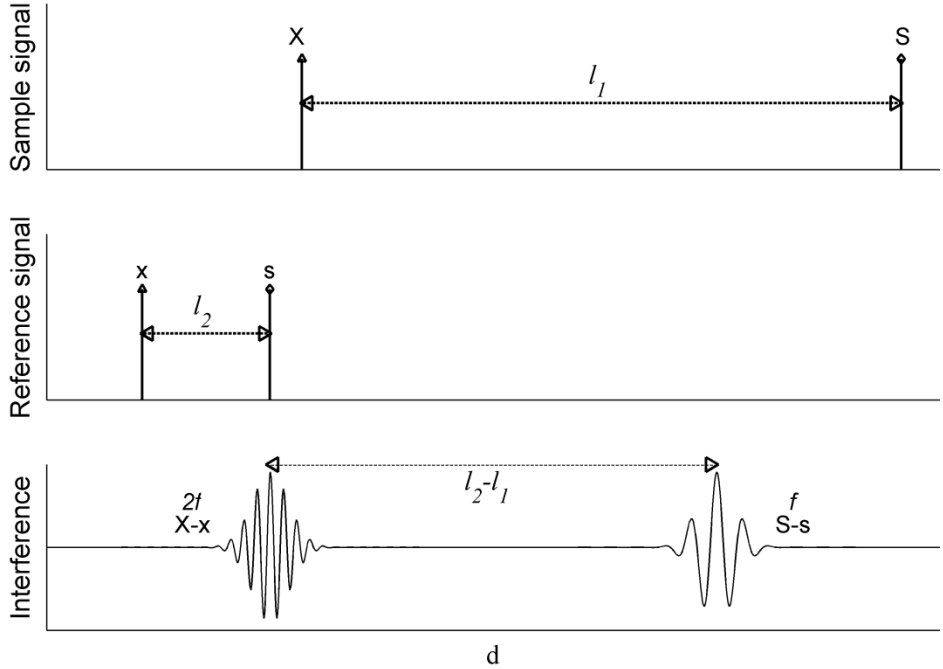 Sample signal
X
S
l1
Reference signal
x
s
l2
Interference
2f
X-x
l2-l1
f
S-s
d